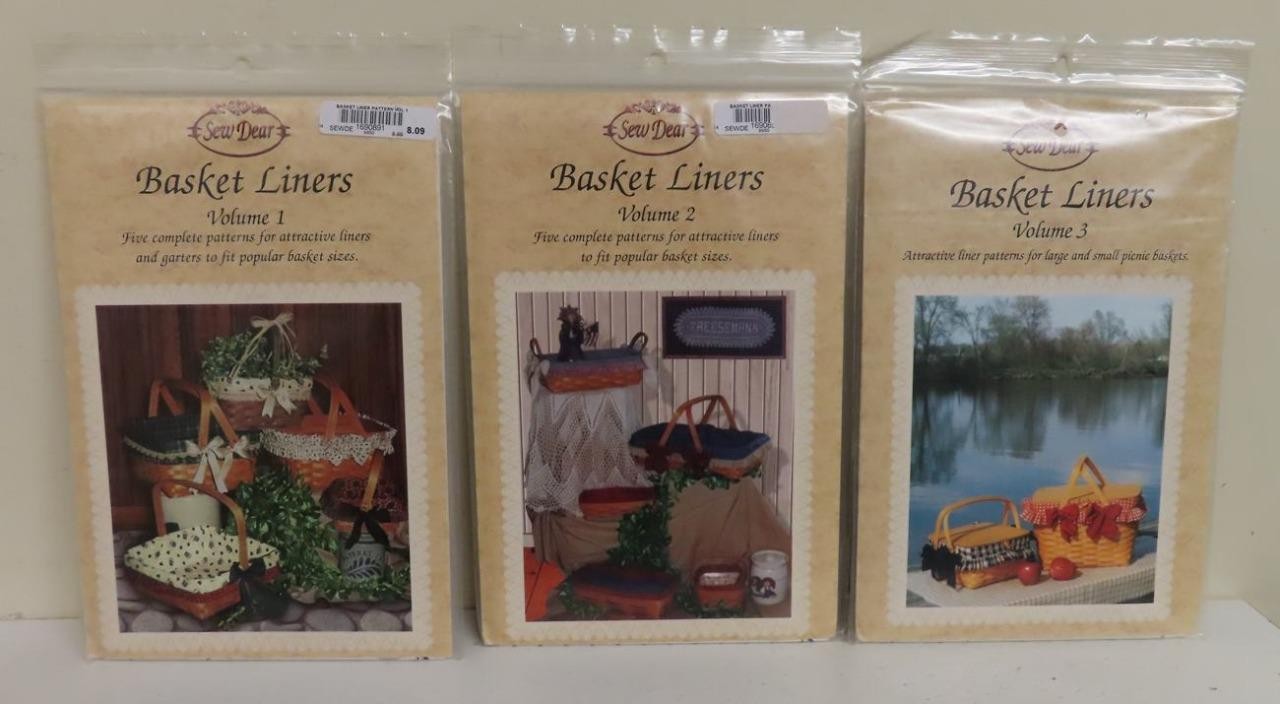 BASKET LINER PATTERN VOL 1
SEWDE 1690891
8.09
Sew Dear
Basket Liners
Volume 1
Five complete patterns for attractive liners
and garters to fit popular basket sizes.
BASKET LINER PA
SEWDE
Sew Dear
Basket Liners
Volume 2
Five complete patterns for attractive liners
to fit popular basket sizes.
Sew Dear
Basket Liners
Volume 3
Attractive liner patterns for large and small picnic baskets.